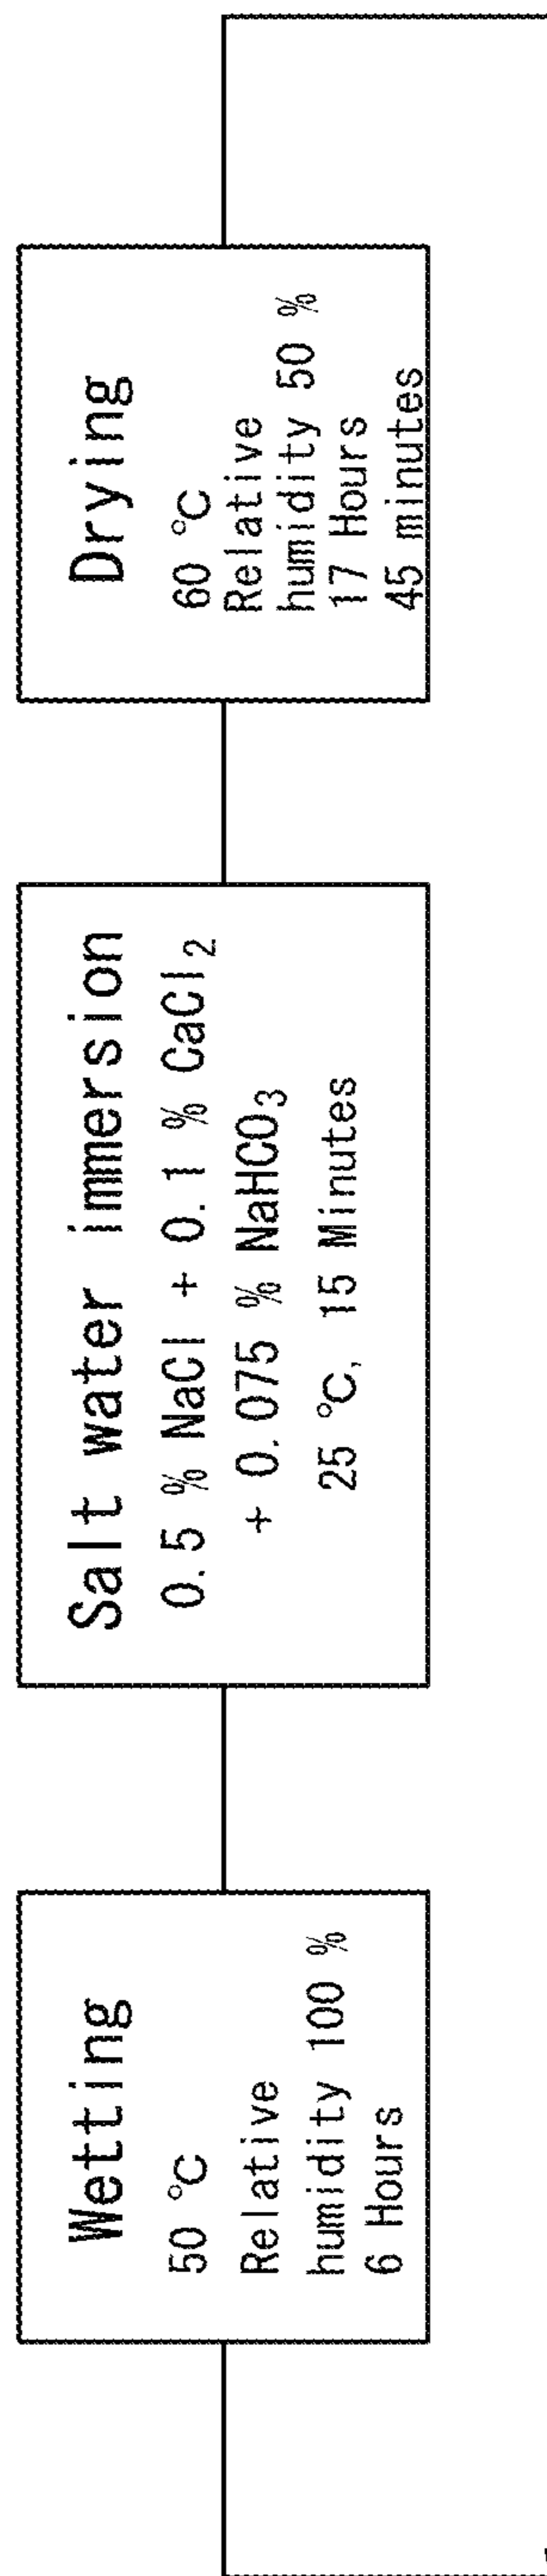 Wetting
50 °C
Relative
humidity 100 %
6 Hours
Salt water immersion
0.5 % NaCl + 0.1 % CaCl₂
+ 0.075 % NaHCO₃
25 °C, 15 Minutes
Drying
60 °C
Relative
humidity 50 %
17 Hours
45 minutes